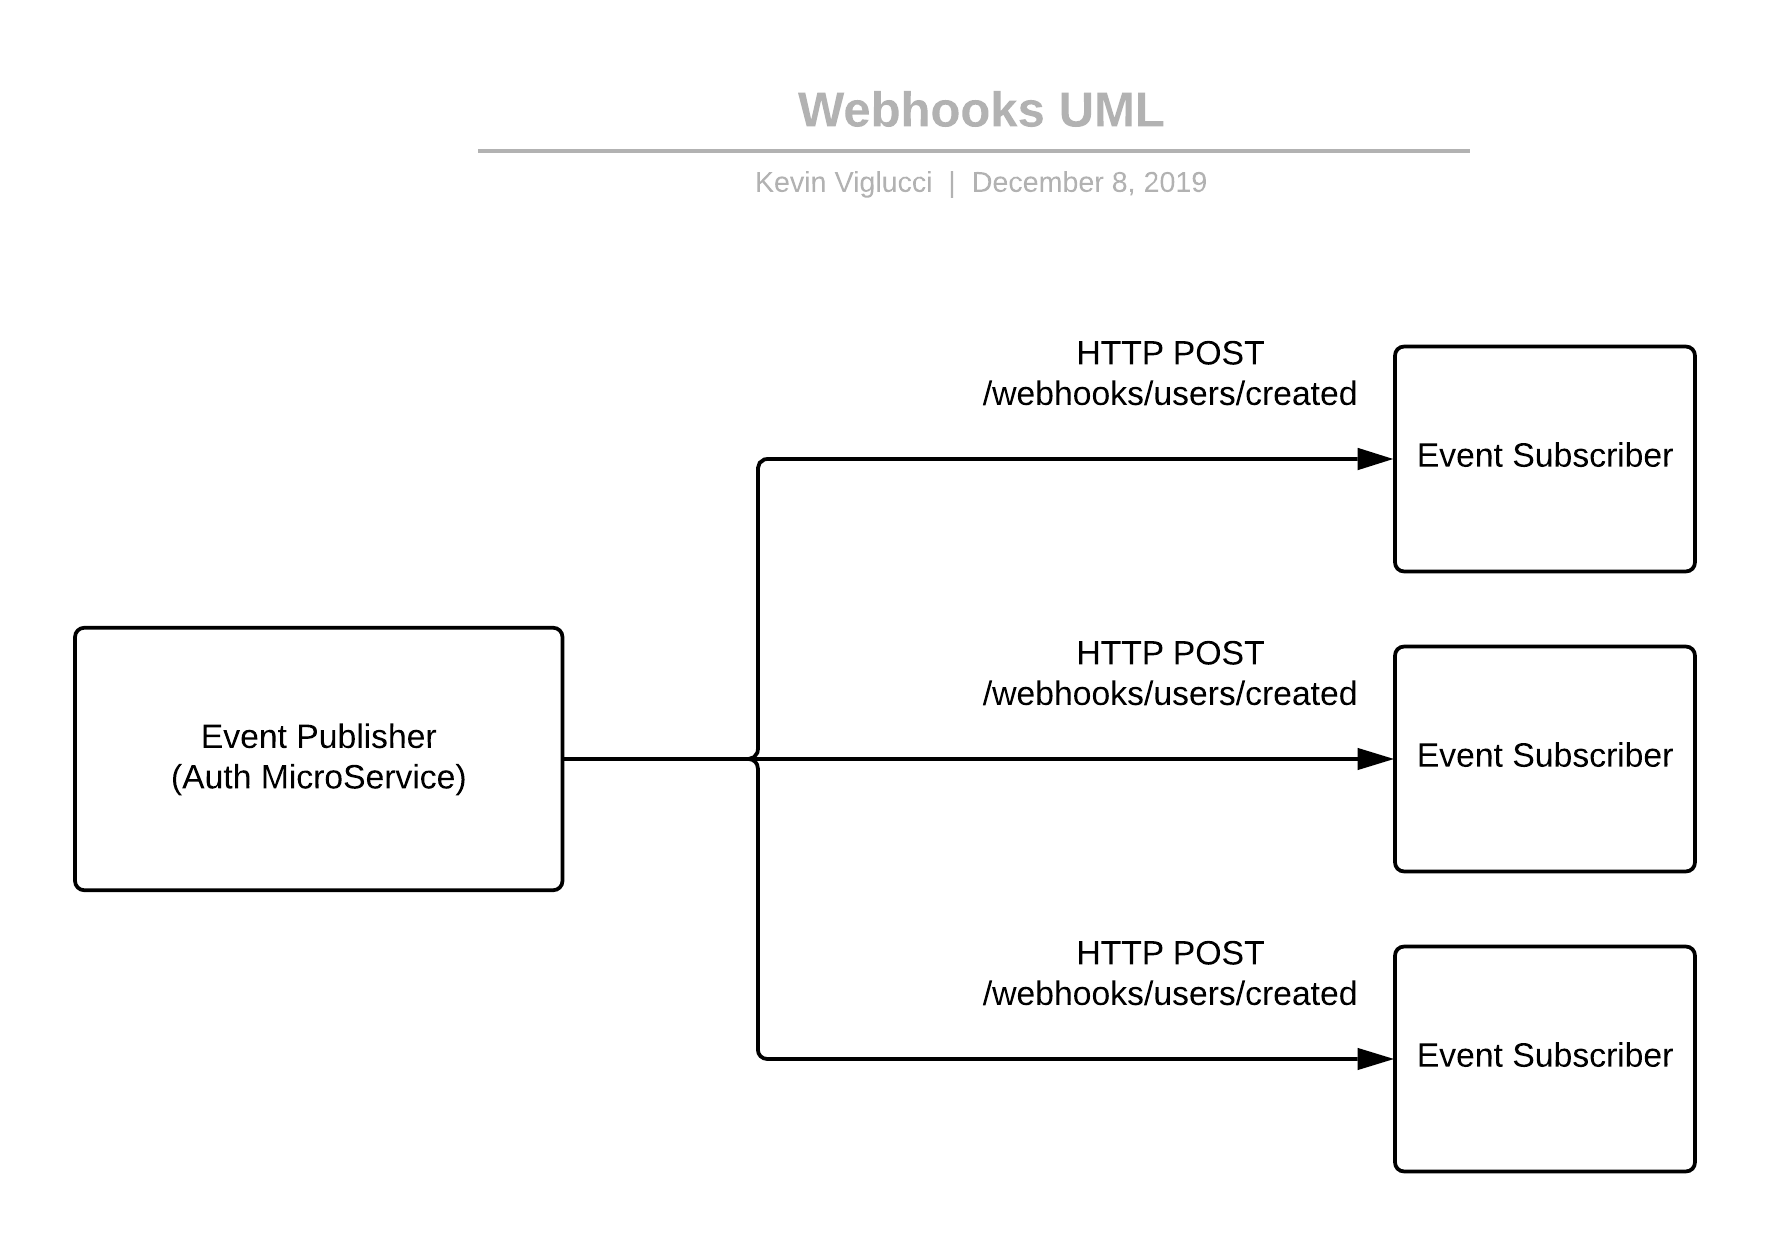 Webhooks UML
Kevin Viglucci | December 8, 2019
HTTP POST
/webhooks/users/created
Event Subscriber
HTTP POST
/webhooks/users/created
Event Publisher
(Auth MicroService)
Event Subscriber
HTTP POST
/webhooks/users/created
Event Subscriber